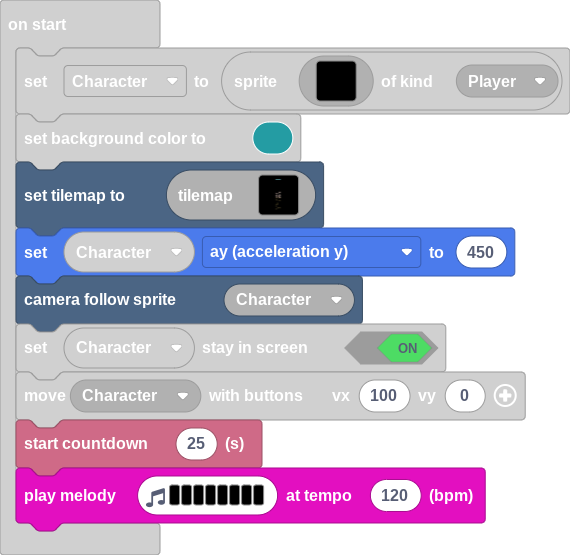 on start
set Character to sprite of kind Player
set background color to
set tilemap to tilemap
set Character ay (acceleration y) to 450
camera follow sprite Character
set Character stay in screen ON
move Character with buttons vx 100 vy 0
start countdown 25 (s)
play melody at tempo 120 (bpm)